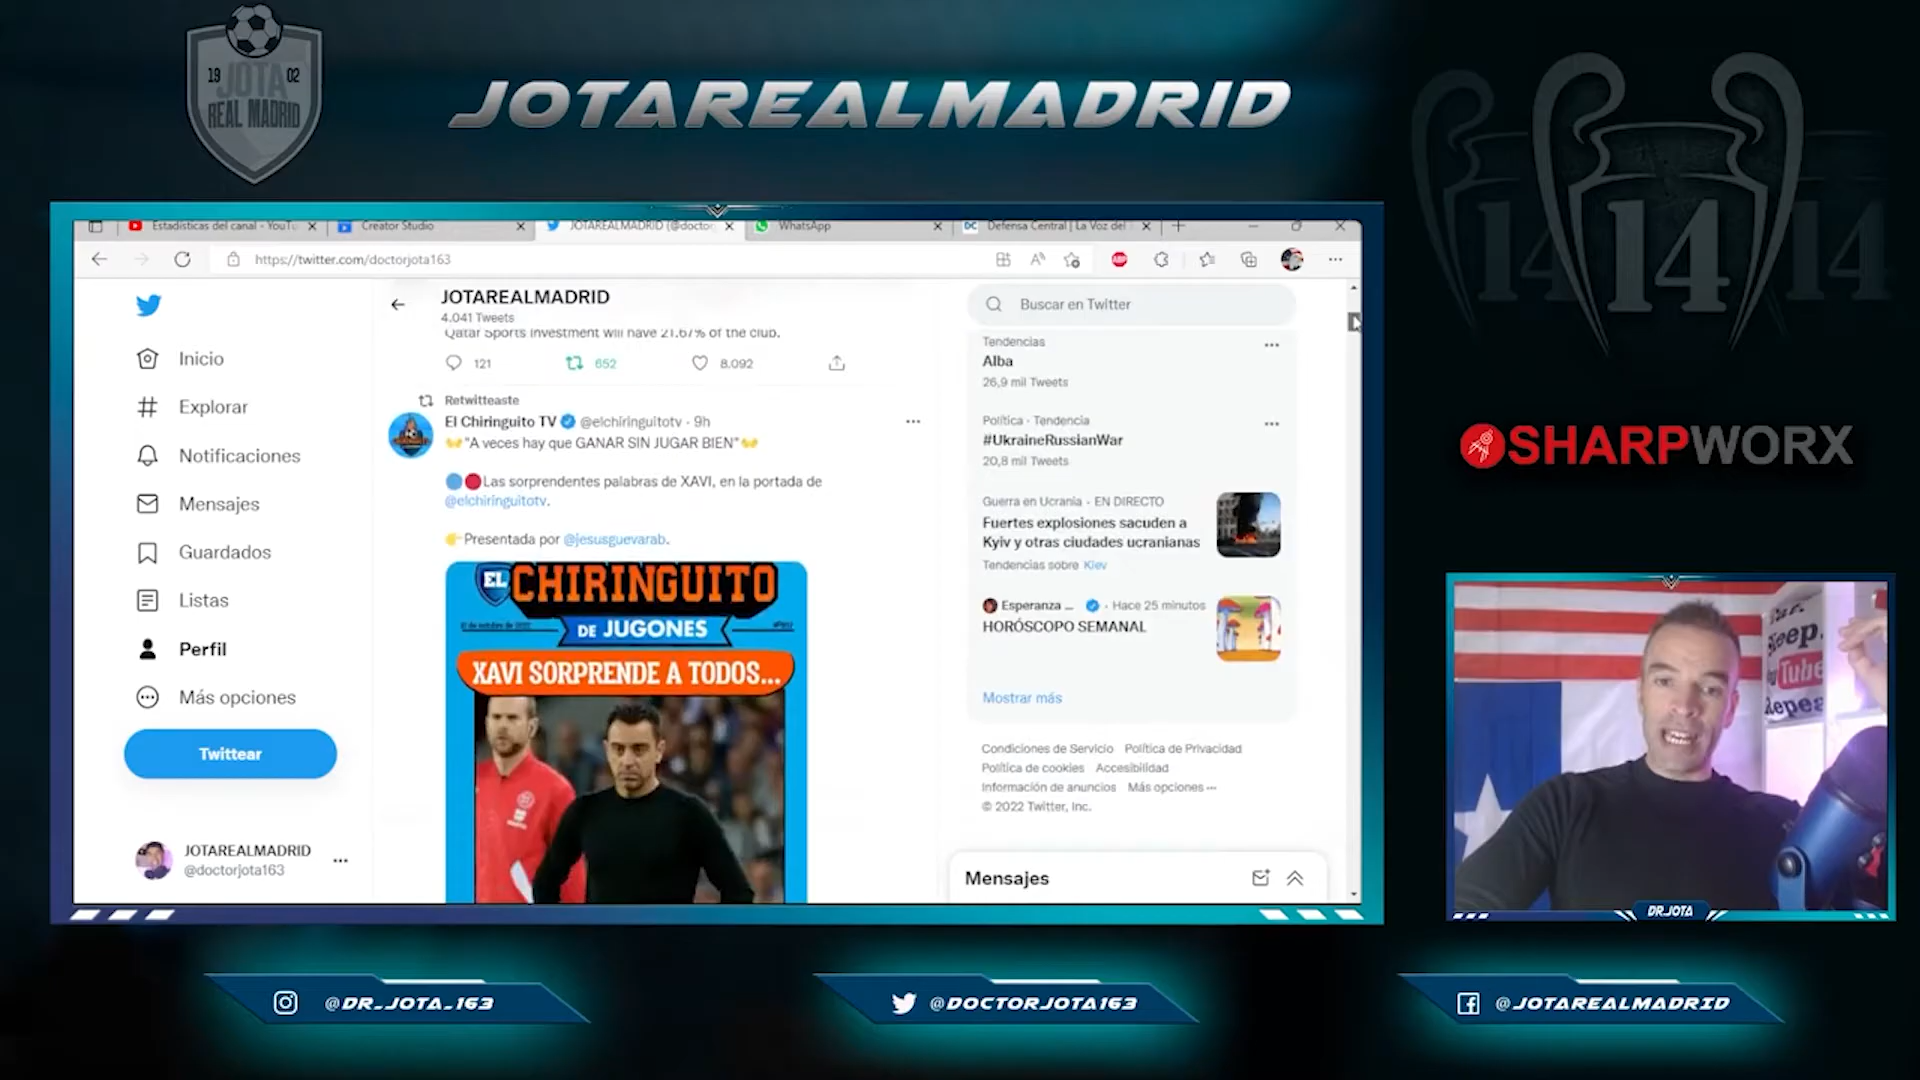 19 02
JOTA
REAL MADRID
JOTAREALMADRID
14 14 14
Estadísticas del canal - YouTu
Creator Studio
JOTAREALMADRID (@doctor
WhatsApp
Defensa Central | La Voz del
https://twitter.com/doctorjota163
Inicio
Explorar
Notificaciones
Mensajes
Guardados
Listas
Perfil
Más opciones
Twittear
JOTAREALMADRID
@doctorjota163
JOTAREALMADRID
4.041 Tweets
Qatar Sports Investment will have 21.67% of the club.
121 652 8.092
Retwitteaste
El Chiringuito TV @elchiringuitotv · 9h
"A veces hay que GANAR SIN JUGAR BIEN"
Las sorprendentes palabras de XAVI, en la portada de
@elchiringuitotv.
Presentada por @jesusguevarab.
EL CHIRINGUITO
DE JUGONES
XAVI SORPRENDE A TODOS...
Buscar en Twitter
Tendencias
Alba
26,9 mil Tweets
Política · Tendencia
#UkraineRussianWar
20,8 mil Tweets
Guerra en Ucrania · EN DIRECTO
Fuertes explosiones sacuden a
Kyiv y otras ciudades ucranianas
Tendencias sobre Kiev
Esperanza ... · Hace 25 minutos
HORÓSCOPO SEMANAL
Mostrar más
Condiciones de Servicio Política de Privacidad
Política de cookies Accesibilidad
Información de anuncios Más opciones ···
© 2022 Twitter, Inc.
Mensajes
SHARPWORX
DR.JOTA
@DR_JOTA_163
@DOCTORJOTA163
@JOTAREALMADRID